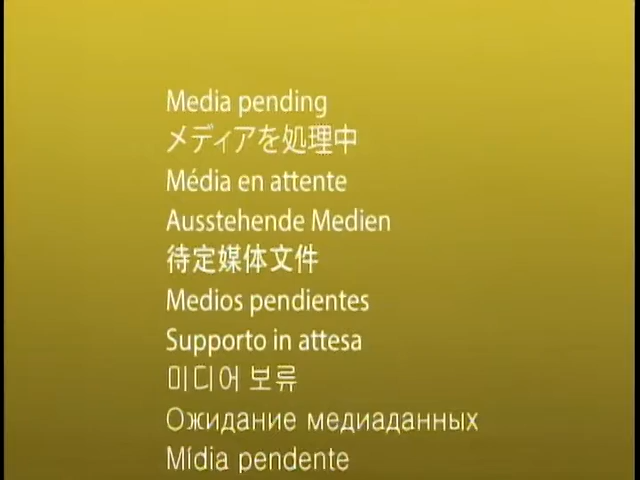 Media pending
メディアを処理中
Média en attente
Ausstehende Medien
待定媒体文件
Medios pendientes
Supporto in attesa
미디어 보류
Ожидание медиаданных
Mídia pendente